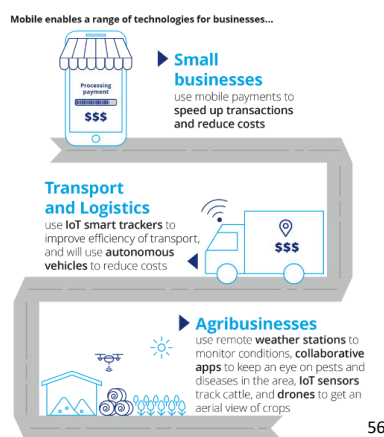 Mobile enables a range of technologies for businesses...
Processing
payment
$$$
Small
businesses
use mobile payments to
speed up transactions
and reduce costs
Transport
and Logistics
use IoT smart trackers to
improve efficiency of transport,
and will use autonomous
vehicles to reduce costs
$$$
Agribusinesses
use remote weather stations to
monitor conditions, collaborative
apps to keep an eye on pests and
diseases in the area, IoT sensors
track cattle, and drones to get an
aerial view of crops
56